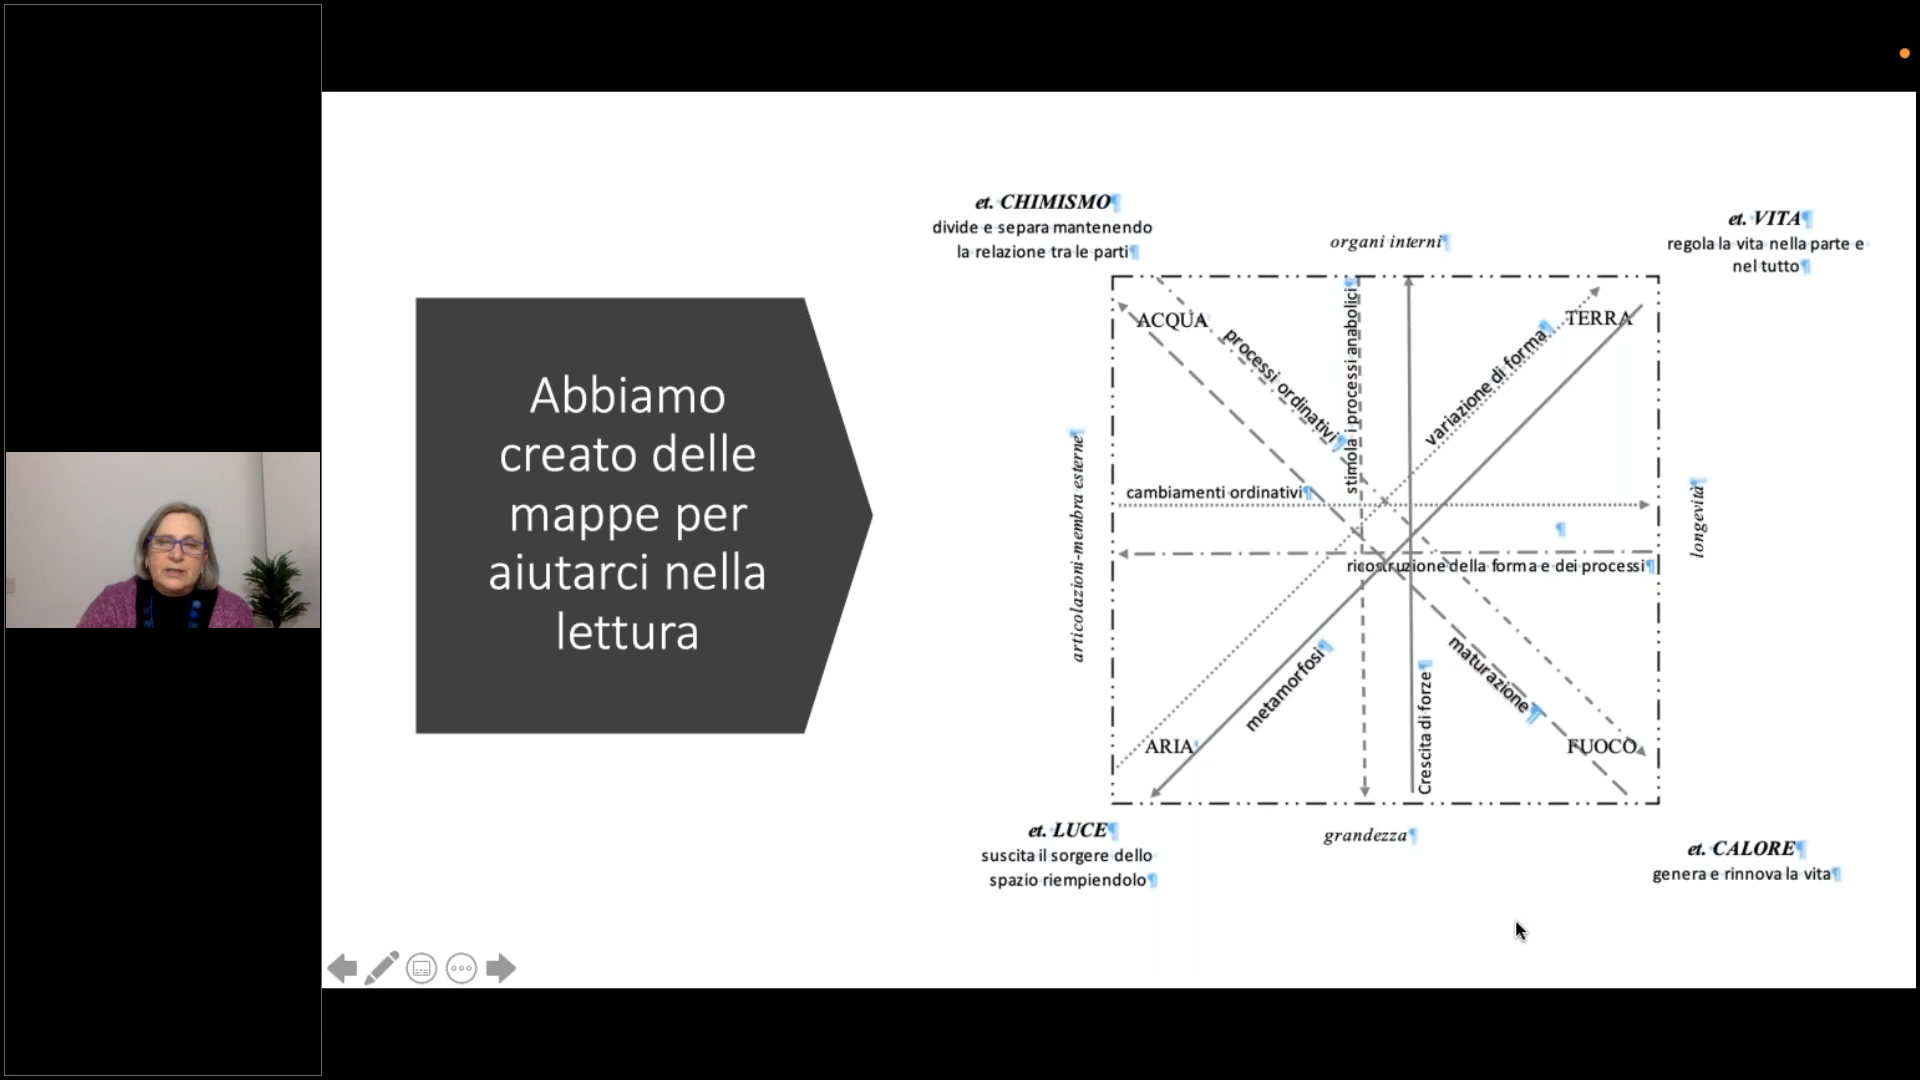 Abbiamo
creato delle
mappe per
aiutarci nella
lettura
et. CHIMISMO¶
divide e separa mantenendo
la relazione tra le parti¶
organi interni¶
et. VITA¶
regola la vita nella parte e
nel tutto¶
ACQUA
TERRA
processi ordinativi¶
stimola i processi anabolici¶
variazione di forma¶
articolazioni-membra esterne¶
cambiamenti ordinativi¶
longevità¶
¶
ricostruzione della forma e dei processi¶
metamorfosi¶
Crescita di forze¶
maturazione¶
ARIA
FUOCO
et. LUCE¶
suscita il sorgere dello
spazio riempiendolo¶
grandezza¶
et. CALORE¶
genera e rinnova la vita¶